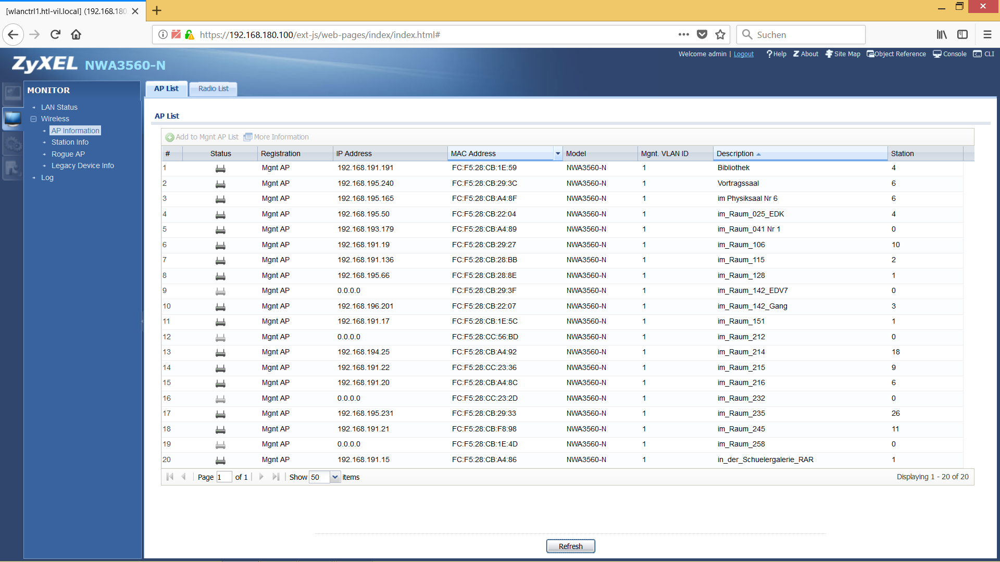 [wlanctrl1.htl-vil.local] (192.168.180
https://192.168.180.100/ext-js/web-pages/index/index.html#
Suchen
ZyXEL NWA3560-N
Welcome admin | Logout ?Help Z About Site Map Object Reference Console CLI
MONITOR
LAN Status
Wireless
AP Information
Station Info
Rogue AP
Legacy Device Info
Log
AP List Radio List
AP List
Add to Mgnt AP List More Information
# Status Registration IP Address MAC Address Model Mgnt. VLAN ID Description Station
1 Mgnt AP 192.168.191.191 FC:F5:28:CB:1E:59 NWA3560-N 1 Bibliothek 4
2 Mgnt AP 192.168.195.240 FC:F5:28:CB:29:3C NWA3560-N 1 Vortragssaal 6
3 Mgnt AP 192.168.195.165 FC:F5:28:CB:A4:8F NWA3560-N 1 im Physiksaal Nr 6 6
4 Mgnt AP 192.168.195.50 FC:F5:28:CB:22:04 NWA3560-N 1 im_Raum_025_EDK 4
5 Mgnt AP 192.168.193.179 FC:F5:28:CB:A4:89 NWA3560-N 1 im_Raum_041 Nr 1 0
6 Mgnt AP 192.168.191.19 FC:F5:28:CB:29:27 NWA3560-N 1 im_Raum_106 10
7 Mgnt AP 192.168.191.136 FC:F5:28:CB:28:BB NWA3560-N 1 im_Raum_115 2
8 Mgnt AP 192.168.195.66 FC:F5:28:CB:28:8E NWA3560-N 1 im_Raum_128 1
9 Mgnt AP 0.0.0.0 FC:F5:28:CB:29:3F NWA3560-N 1 im_Raum_142_EDV7 0
10 Mgnt AP 192.168.196.201 FC:F5:28:CB:22:07 NWA3560-N 1 im_Raum_142_Gang 3
11 Mgnt AP 192.168.191.17 FC:F5:28:CB:1E:5C NWA3560-N 1 im_Raum_151 1
12 Mgnt AP 0.0.0.0 FC:F5:28:CC:56:BD NWA3560-N 1 im_Raum_212 0
13 Mgnt AP 192.168.194.25 FC:F5:28:CB:A4:92 NWA3560-N 1 im_Raum_214 18
14 Mgnt AP 192.168.191.22 FC:F5:28:CC:23:36 NWA3560-N 1 im_Raum_215 9
15 Mgnt AP 192.168.191.20 FC:F5:28:CB:A4:8C NWA3560-N 1 im_Raum_216 6
16 Mgnt AP 0.0.0.0 FC:F5:28:CC:23:2D NWA3560-N 1 im_Raum_232 0
17 Mgnt AP 192.168.195.231 FC:F5:28:CB:29:33 NWA3560-N 1 im_Raum_235 26
18 Mgnt AP 192.168.191.21 FC:F5:28:CB:F8:98 NWA3560-N 1 im_Raum_245 11
19 Mgnt AP 0.0.0.0 FC:F5:28:CB:1E:4D NWA3560-N 1 im_Raum_258 0
20 Mgnt AP 192.168.191.15 FC:F5:28:CB:A4:86 NWA3560-N 1 in_der_Schuelergalerie_RAR 1
Page 1 of 1 Show 50 items Displaying 1 - 20 of 20
Refresh